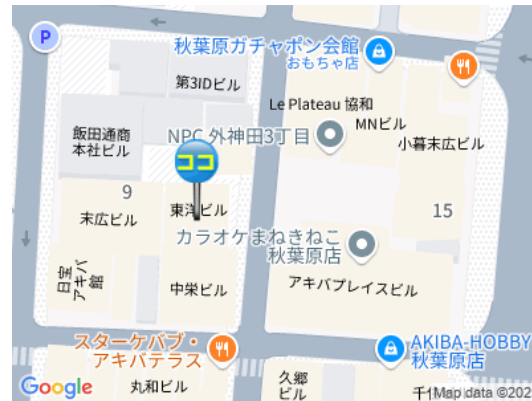 P
秋葉原ガチャポン会館
おもちゃ店
第3IDビル
Le Plateau 協和
MNビル
飯田通商
本社ビル
NPC 外神田3丁目
小暮末広ビル
ココ
9
東洋ビル
15
末広ビル
カラオケまねきねこ
秋葉原店
日宝
アキバ
館
中栄ビル
アキバプレイスビル
スターケバブ・
アキバテラス
AKIBA-HOBBY
秋葉原店
Google
丸和ビル
久郷
ビル
Map data ©202